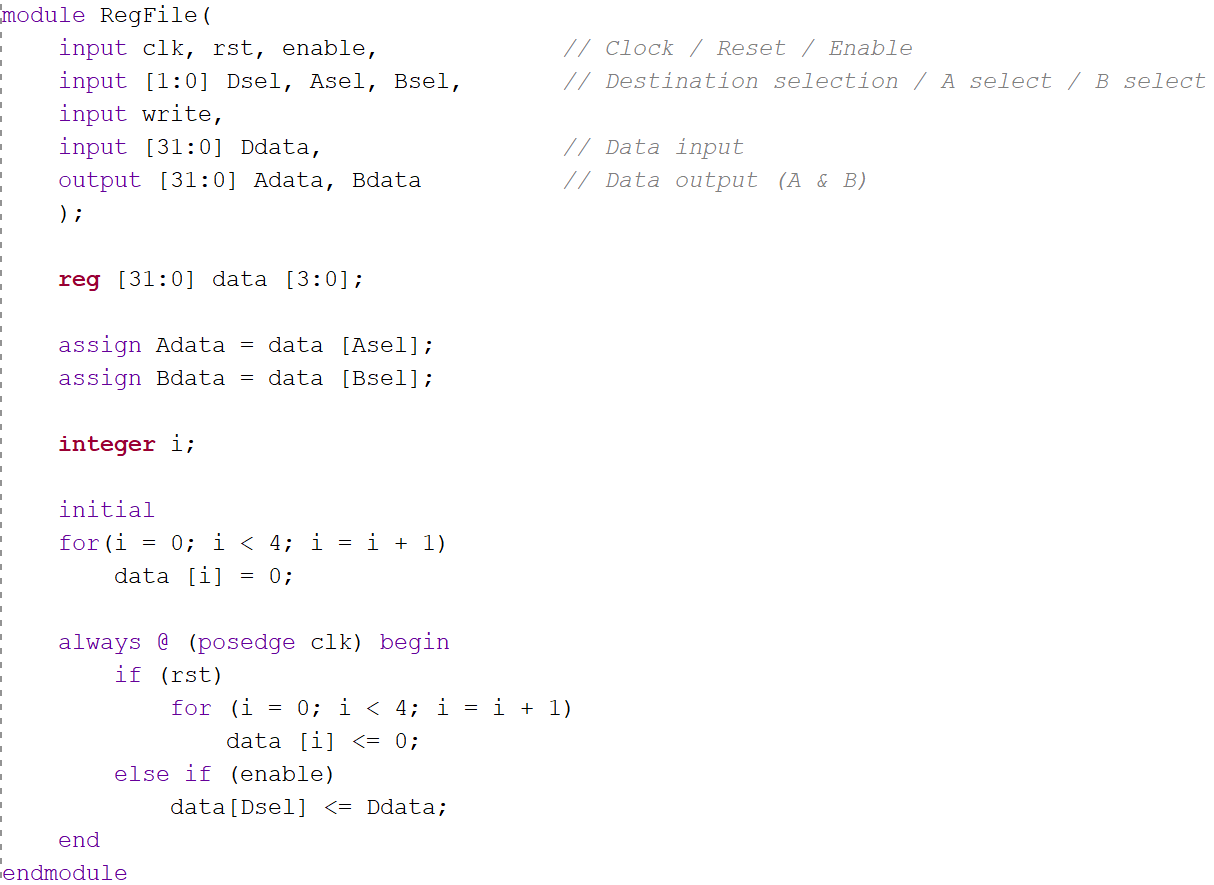 module RegFile(
    input clk, rst, enable,             // Clock / Reset / Enable
    input [1:0] Dsel, Asel, Bsel,       // Destination selection / A select / B select
    input write,
    input [31:0] Ddata,                 // Data input
    output [31:0] Adata, Bdata          // Data output (A & B)
    );

    reg [31:0] data [3:0];

    assign Adata = data [Asel];
    assign Bdata = data [Bsel];

    integer i;

    initial
    for(i = 0; i < 4; i = i + 1)
        data [i] = 0;

    always @ (posedge clk) begin
        if (rst)
            for (i = 0; i < 4; i = i + 1)
                data [i] <= 0;
        else if (enable)
            data[Dsel] <= Ddata;
    end
endmodule